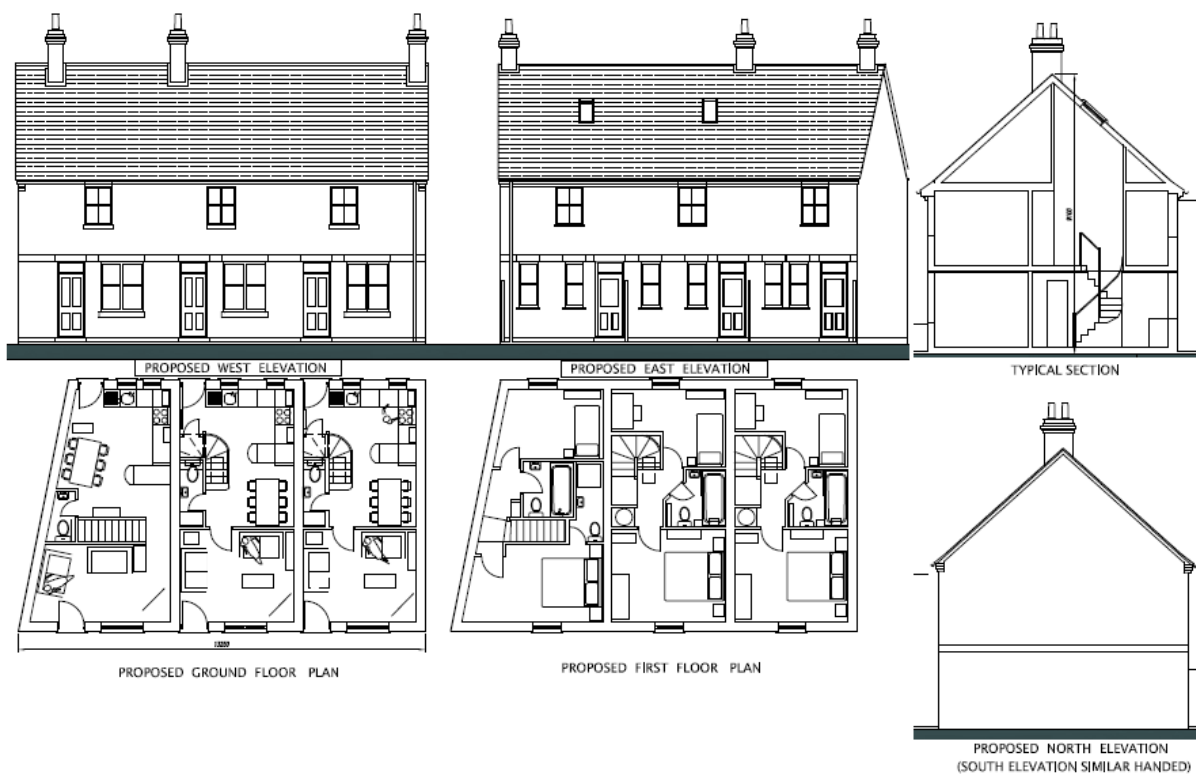 PROPOSED WEST ELEVATION
PROPOSED EAST ELEVATION
TYPICAL SECTION
PROPOSED GROUND FLOOR PLAN
PROPOSED FIRST FLOOR PLAN
PROPOSED NORTH ELEVATION
(SOUTH ELEVATION SIMILAR HANDED)